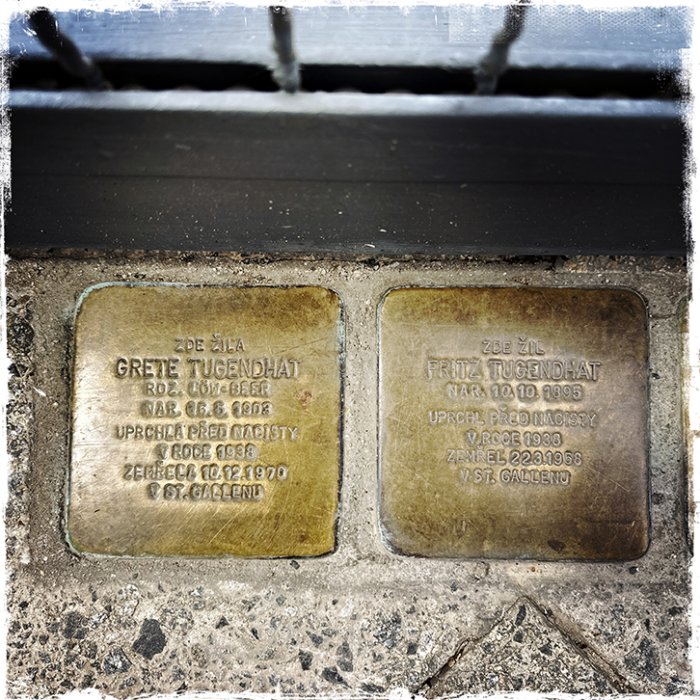 ZDE ŽILA
GRETE TUGENDHAT
ROZ. LÖW-BEER
NAR. 16.5. 1903
UPRCHLA PŘED NACISTY
V ROCE 1938
ZEMŘELA 10.12.1970
V ST. GALLENU
ZDE ŽIL
FRITZ TUGENDHAT
NAR. 10.10. 1895
UPRCHL PŘED NACISTY
V ROCE 1938
ZEMŘEL 22.3.1958
V ST. GALLENU